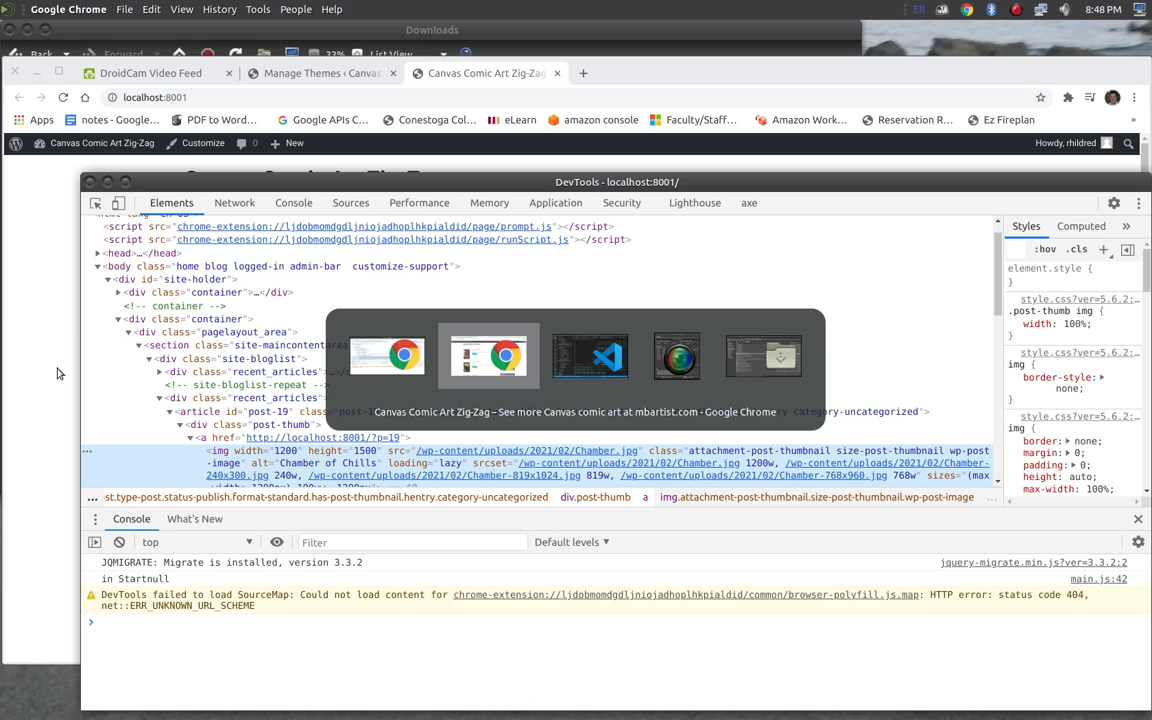 Google Chrome File Edit View History Tools People Help EN 8:48 PM
Downloads
Back Forward 33% List View
DroidCam Video Feed Manage Themes ‹ Canvas Canvas Comic Art Zig-Zag
localhost:8001
Apps notes - Google... PDF to Word... Google APIs C... Conestoga Col... eLearn amazon console Faculty/Staff... Amazon Work... Reservation R... Ez Fireplan »
Canvas Comic Art Zig-Zag Customize 0 New Howdy, rhildred
DevTools - localhost:8001/
Elements Network Console Sources Performance Memory Application Security Lighthouse axe
Styles Computed »
<script src="chrome-extension://ljdobmomdgdljniojadhoplhkpialdid/page/prompt.js"></script>
<script src="chrome-extension://ljdobmomdgdljniojadhoplhkpialdid/page/runScript.js"></script>
<head>…</head>
<body class="home blog logged-in admin-bar  customize-support">
<div id="site-holder">
<div class="container">…</div>
<!-- container -->
<div class="container">
<div class="pagelayout_area">
<section class="site-maincontentarea
<div class="site-bloglist">
<div class="recent_articles">
<!-- site-bloglist-repeat -->
<div class="recent_articles">
<article id="post-19" class="post-19 category-uncategorized">
<div class="post-thumb">
<a href="http://localhost:8001/?p=19">
<img width="1200" height="1500" src="/wp-content/uploads/2021/02/Chamber.jpg" class="attachment-post-thumbnail size-post-thumbnail wp-post
-image" alt="Chamber of Chills" loading="lazy" srcset="/wp-content/uploads/2021/02/Chamber.jpg 1200w, /wp-content/uploads/2021/02/Chamber-
240x300.jpg 240w, /wp-content/uploads/2021/02/Chamber-819x1024.jpg 819w, /wp-content/uploads/2021/02/Chamber-768x960.jpg 768w" sizes="(max
Canvas Comic Art Zig-Zag – See more Canvas comic art at mbartist.com - Google Chrome
:hov .cls +
element.style {
}
style.css?ver=5.6.2:…
.post-thumb img {
width: 100%;
}
style.css?ver=5.6.2:…
img {
border-style:
none;
}
style.css?ver=5.6.2:…
img {
border: none;
margin: 0;
padding: 0;
height: auto;
max-width: 100%;
... st.type-post.status-publish.format-standard.has-post-thumbnail.hentry.category-uncategorized div.post-thumb a img.attachment-post-thumbnail.size-post-thumbnail.wp-post-image ...
Console What's New
top Filter Default levels
JQMIGRATE: Migrate is installed, version 3.3.2 jquery-migrate.min.js?ver=3.3.2:2
in Startnull main.js:42
DevTools failed to load SourceMap: Could not load content for chrome-extension://ljdobmomdgdljniojadhoplhkpialdid/common/browser-polyfill.js.map: HTTP error: status code 404,
net::ERR_UNKNOWN_URL_SCHEME